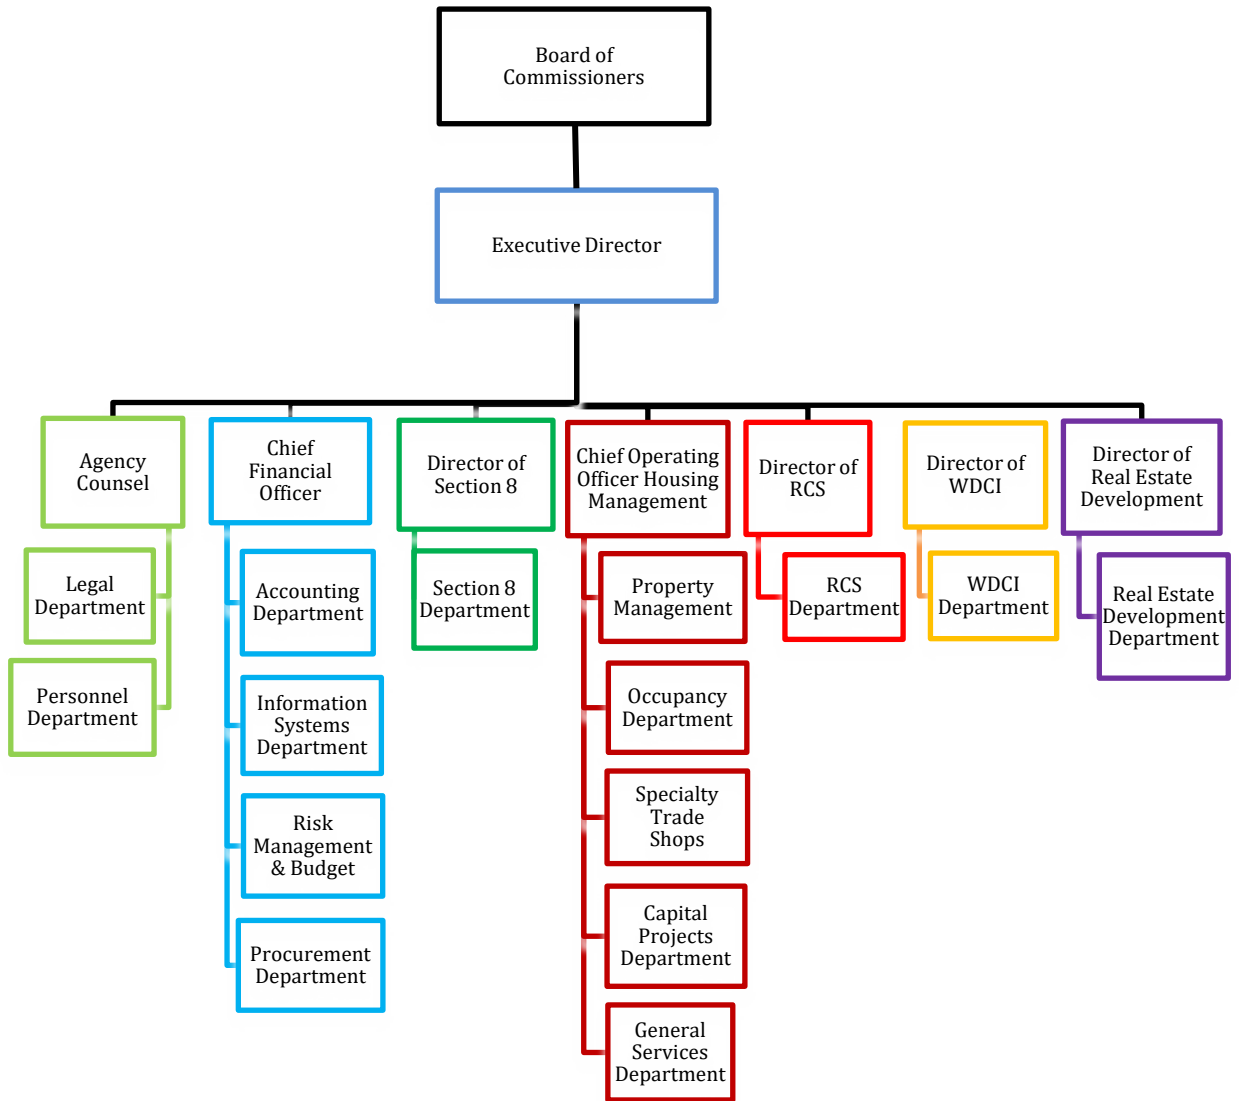 Board of
Commissioners
Executive Director
Agency
Counsel
Chief
Financial
Officer
Director of
Section 8
Chief Operating
Officer Housing
Management
Director of
RCS
Director of
WDCI
Director of
Real Estate
Development
Legal
Department
Personnel
Department
Accounting
Department
Information
Systems
Department
Risk
Management
& Budget
Procurement
Department
Section 8
Department
Property
Management
Occupancy
Department
Specialty
Trade
Shops
Capital
Projects
Department
General
Services
Department
RCS
Department
WDCI
Department
Real Estate
Development
Department